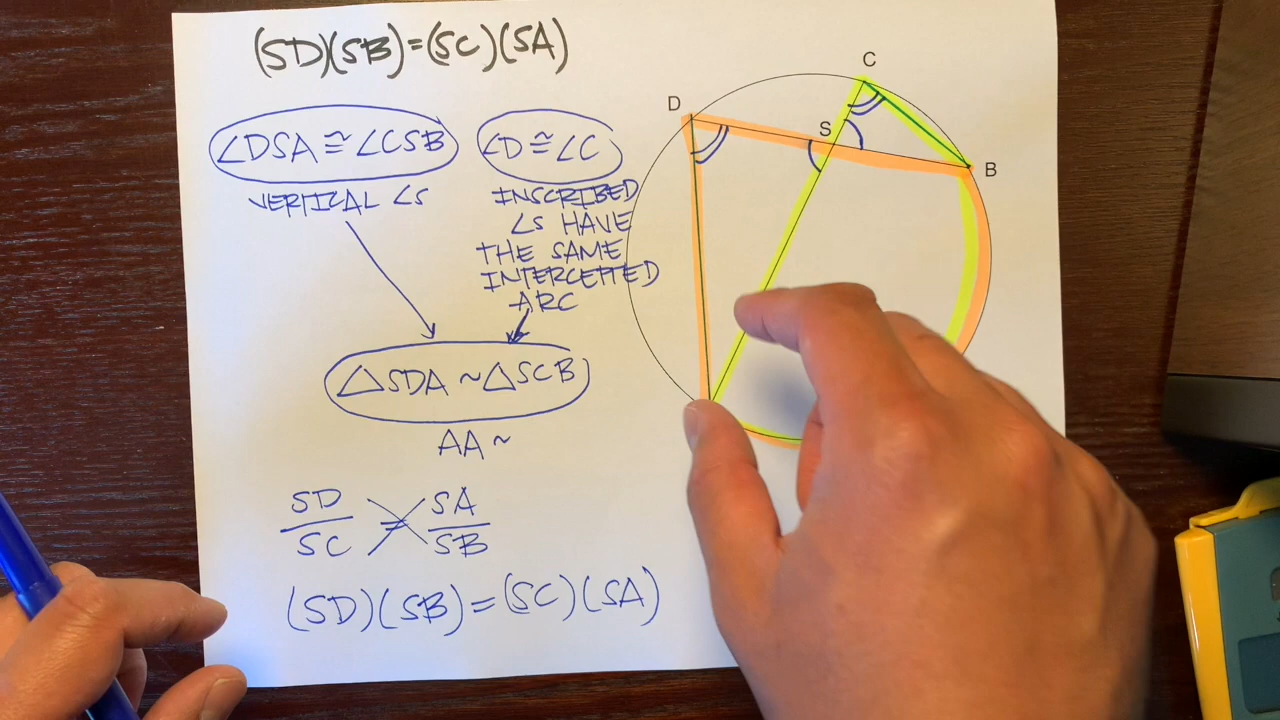 (SD)(SB)=(SC)(SA)
∠DSA ≅ ∠CSB
VERTICAL ∠S
∠D ≅ ∠C
INSCRIBED
∠S HAVE
THE SAME
INTERCEPTED
ARC
△SDA ~ △SCB
AA ~
SD/SC = SA/SB
(SD)(SB)=(SC)(SA)
C
D
S
B